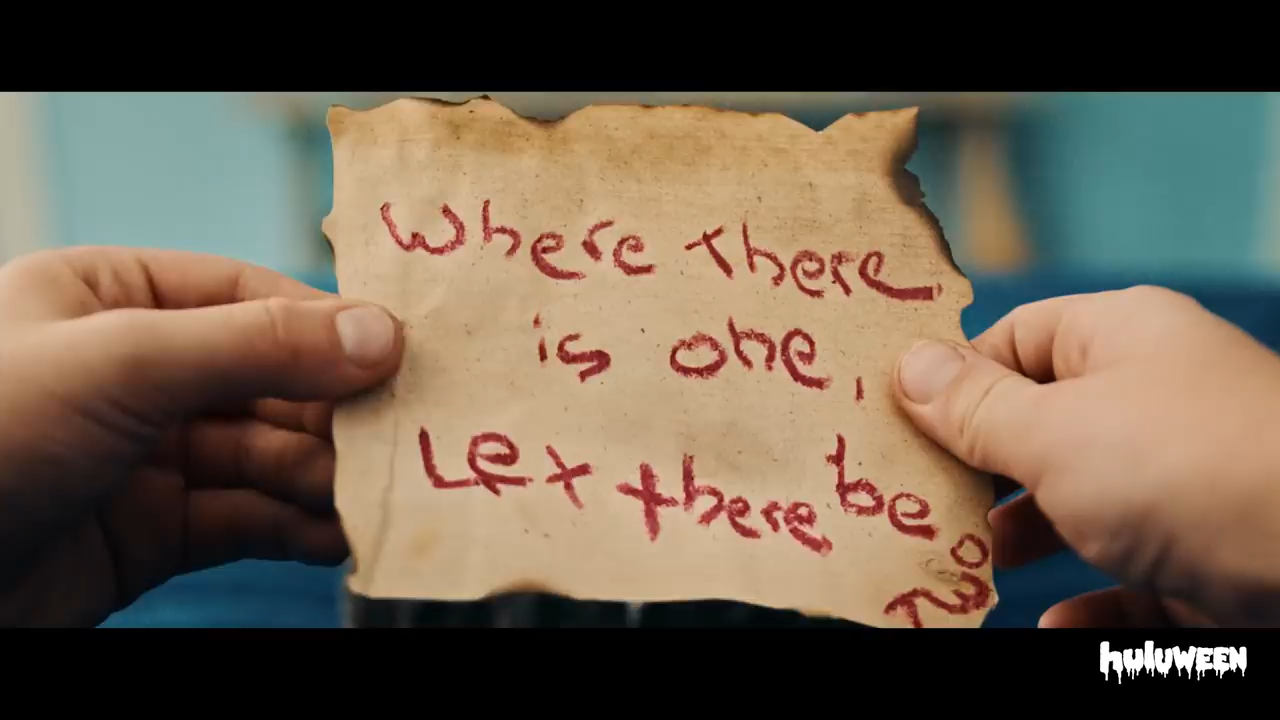 Where There
is one,
Let there be
Two
huluWEEN